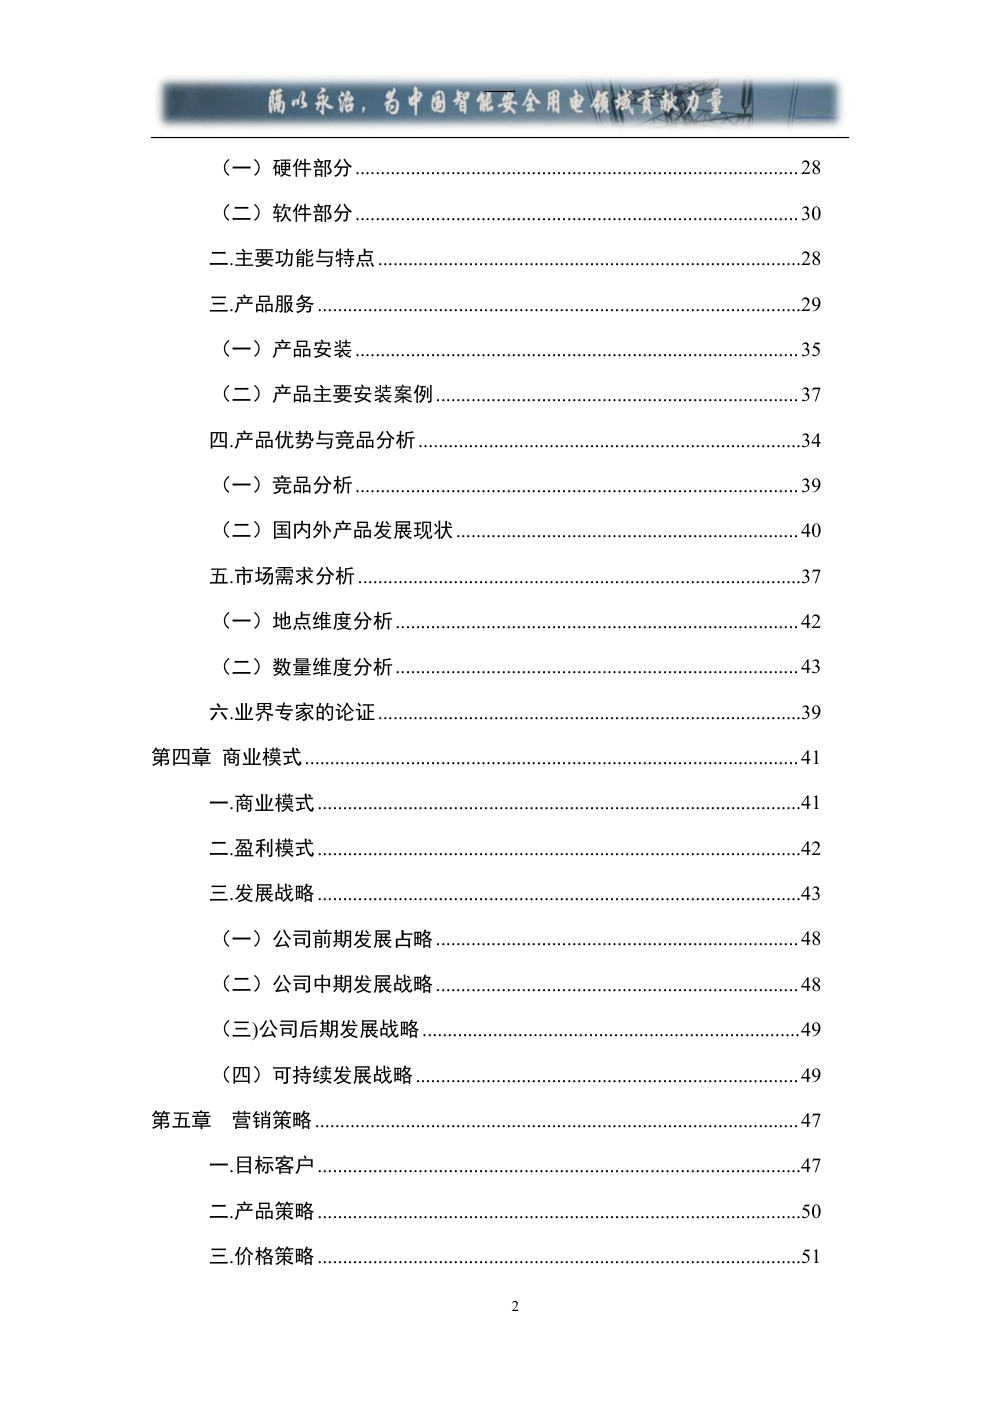 隔以永治，为中国智能安全用电领域贡献力量
（一）硬件部分........................................................................................28
（二）软件部分........................................................................................30
二.主要功能与特点....................................................................................28
三.产品服务................................................................................................29
（一）产品安装........................................................................................35
（二）产品主要安装案例........................................................................37
四.产品优势与竞品分析............................................................................34
（一）竞品分析........................................................................................39
（二）国内外产品发展现状....................................................................40
五.市场需求分析........................................................................................37
（一）地点维度分析................................................................................42
（二）数量维度分析................................................................................43
六.业界专家的论证....................................................................................39
第四章 商业模式..................................................................................................41
一.商业模式................................................................................................41
二.盈利模式................................................................................................42
三.发展战略................................................................................................43
（一）公司前期发展占略........................................................................48
（二）公司中期发展战略........................................................................48
（三)公司后期发展战略...........................................................................49
（四）可持续发展战略............................................................................49
第五章　营销策略................................................................................................47
一.目标客户................................................................................................47
二.产品策略................................................................................................50
三.价格策略................................................................................................51
2